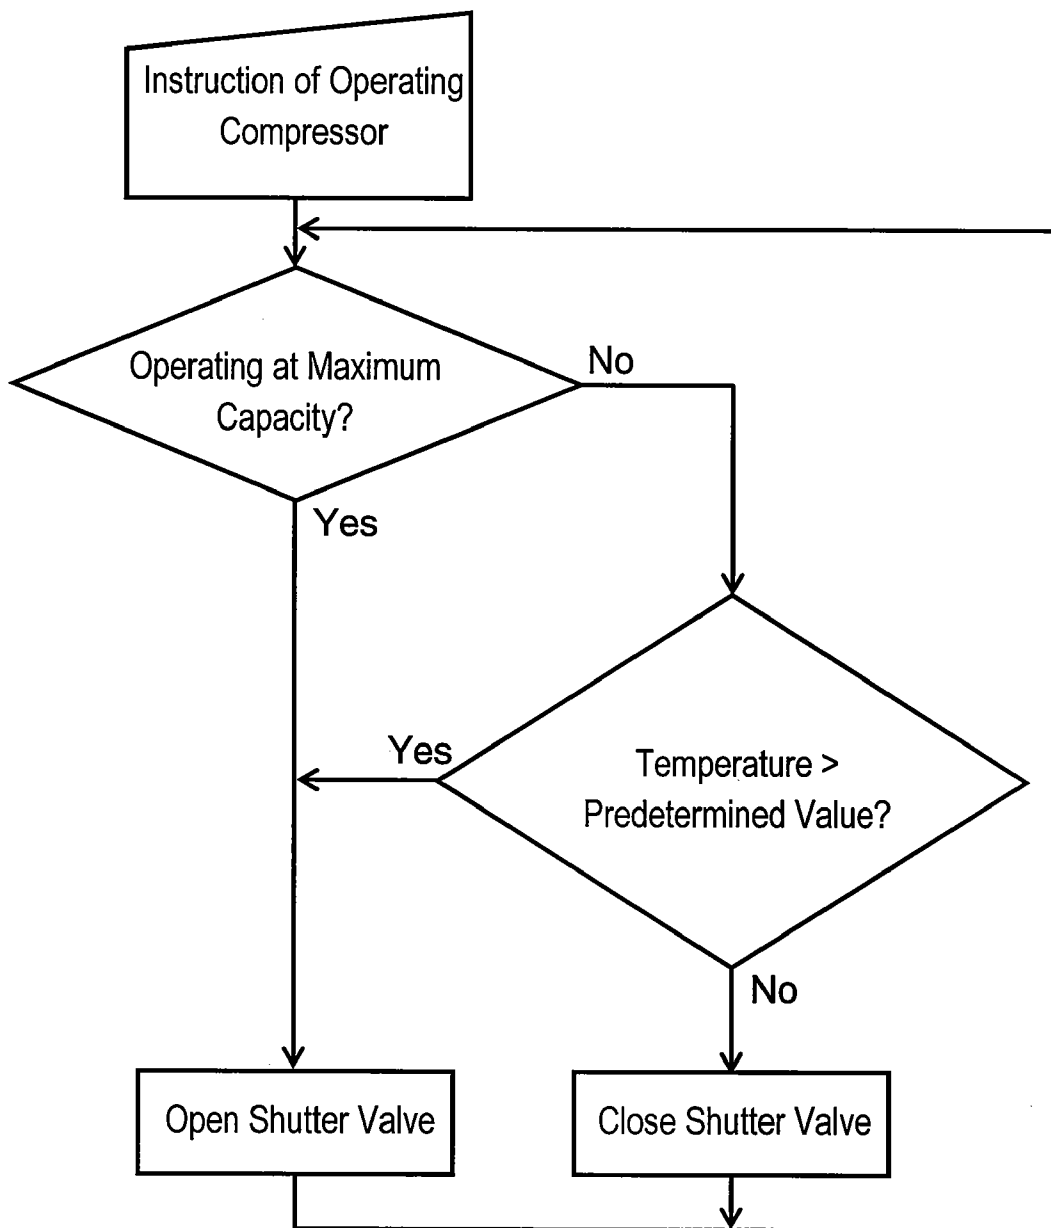 Instruction of Operating
Compressor
Operating at Maximum
Capacity?
No
Yes
Yes
Temperature >
Predetermined Value?
No
Open Shutter Valve
Close Shutter Valve